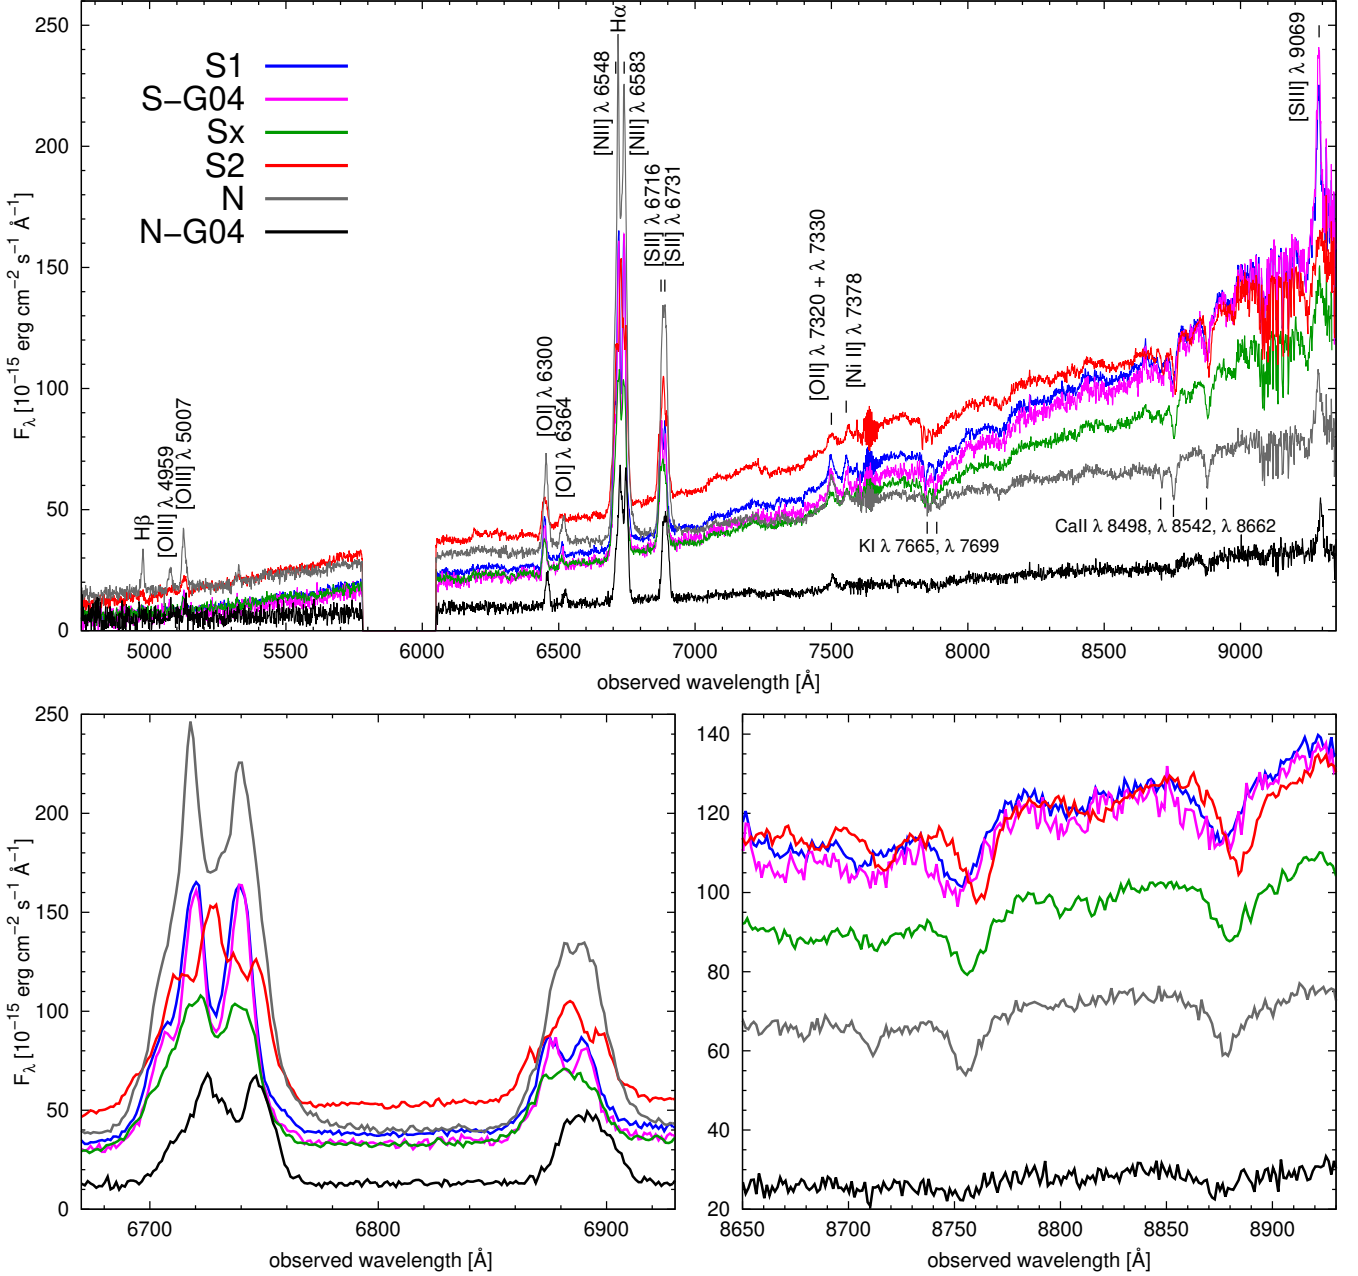 250
200
150
100
50
0
F_λ [10⁻¹⁵ erg cm⁻² s⁻¹ Å⁻¹]
S1
S−G04
Sx
S2
N
N−G04
Hβ
[OIII] λ 4959
[OIII] λ 5007
[OI] λ 6300
[OI] λ 6364
[NII] λ 6548
Hα
[NII] λ 6583
[SII] λ 6716
[SII] λ 6731
[OII] λ 7320 + λ 7330
[Ni II] λ 7378
KI λ 7665, λ 7699
CaII λ 8498, λ 8542, λ 8662
[SIII] λ 9069
5000 5500 6000 6500 7000 7500 8000 8500 9000
observed wavelength [Å]
250
200
150
100
50
0
F_λ [10⁻¹⁵ erg cm⁻² s⁻¹ Å⁻¹]
6700 6800 6900
observed wavelength [Å]
140
120
100
80
60
40
20
8650 8700 8750 8800 8850 8900
observed wavelength [Å]